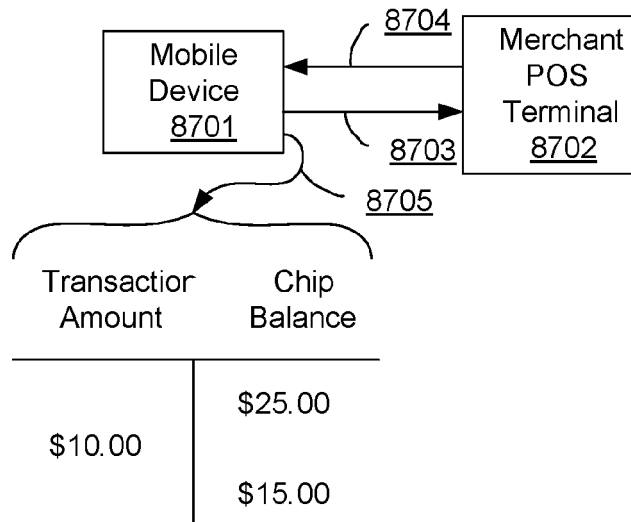 8704
Mobile
Device
8701
Merchant
POS
Terminal
8702
8703
8705
Transaction
Amount
Chip
Balance
$25.00
$10.00
$15.00